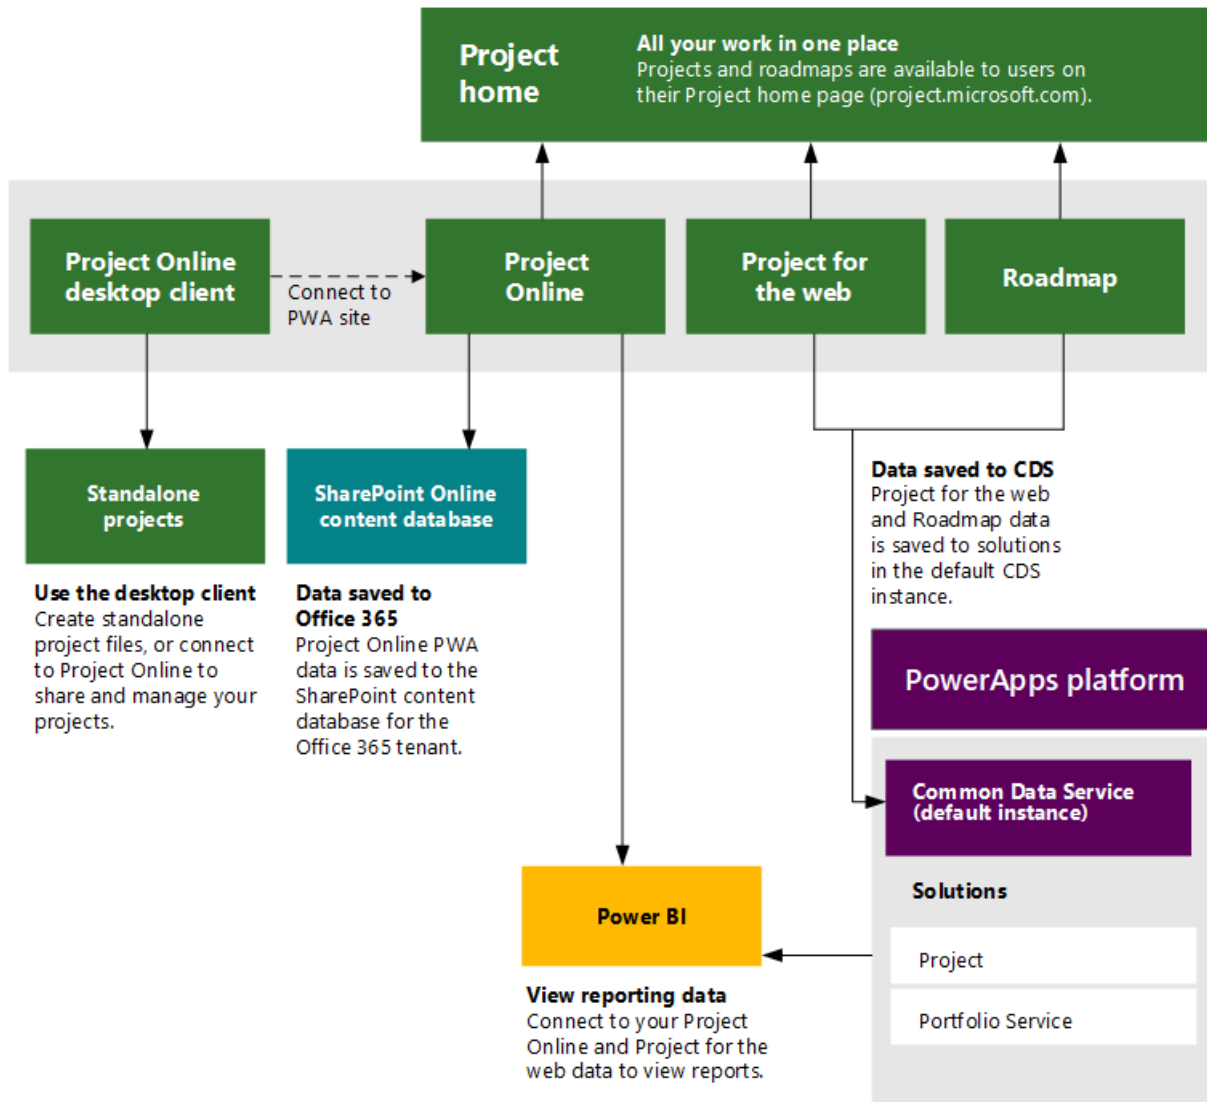 Project
home
All your work in one place
Projects and roadmaps are available to users on
their Project home page (project.microsoft.com).
Project Online
desktop client
Connect to
PWA site
Project
Online
Project for
the web
Roadmap
Standalone
projects
SharePoint Online
content database
Use the desktop client
Create standalone
project files, or connect
to Project Online to
share and manage your
projects.
Data saved to
Office 365
Project Online PWA
data is saved to the
SharePoint content
database for the
Office 365 tenant.
Data saved to CDS
Project for the web
and Roadmap data
is saved to solutions
in the default CDS
instance.
PowerApps platform
Common Data Service
(default instance)
Solutions
Project
Portfolio Service
Power BI
View reporting data
Connect to your Project
Online and Project for the
web data to view reports.